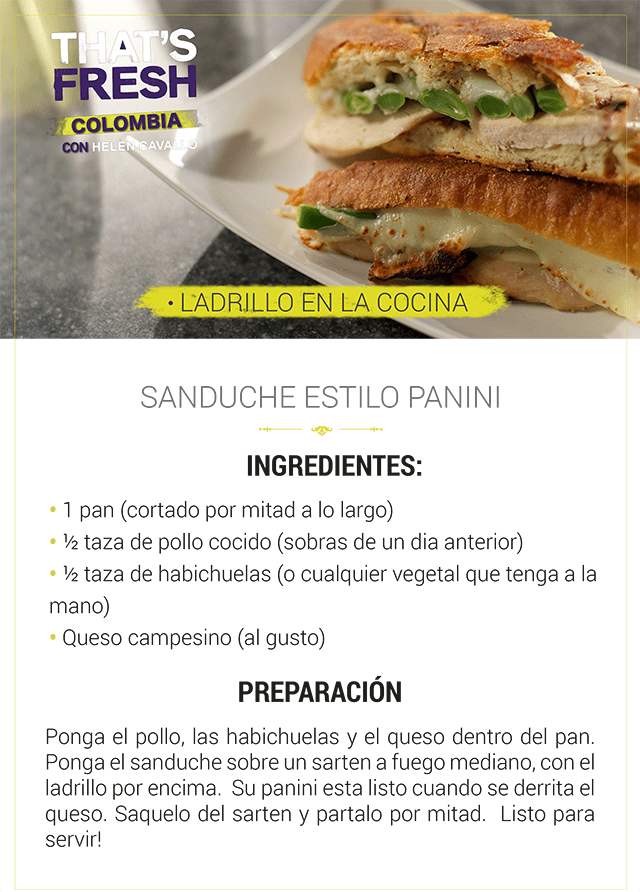 THAT'S
FRESH
COLOMBIA
CON HELEN CAVALLO
• LADRILLO EN LA COCINA
SANDUCHE ESTILO PANINI
INGREDIENTES:
• 1 pan (cortado por mitad a lo largo)
• ½ taza de pollo cocido (sobras de un dia anterior)
• ½ taza de habichuelas (o cualquier vegetal que tenga a la
mano)
• Queso campesino (al gusto)
PREPARACIÓN
Ponga el pollo, las habichuelas y el queso dentro del pan.
Ponga el sanduche sobre un sarten a fuego mediano, con el
ladrillo por encima. Su panini esta listo cuando se derrita el
queso. Saquelo del sarten y partalo por mitad. Listo para
servir!